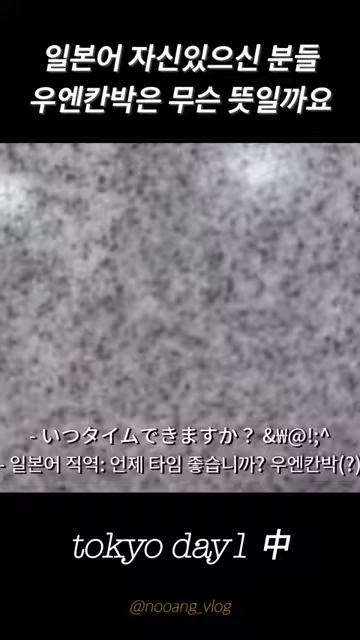 일본어 자신있으신 분들
우엔칸박은 무슨 뜻일까요
- いつタイムできますか? &₩@!;^
- 일본어 직역: 언제 타임 좋습니까? 우엔칸박(?)
tokyo day1 中
@nooang_vlog